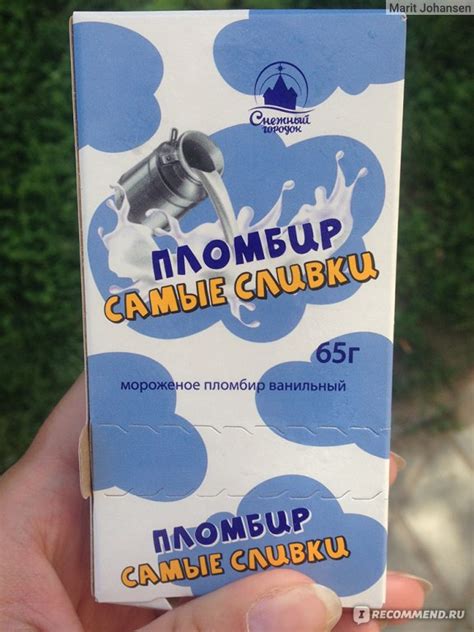 Marit Johansen
Снежный
городок
ПЛОМБИР
САМЫЕ СЛИВКИ
65г
мороженое пломбир ванильный
ПЛОМБИР
САМЫЕ СЛИВКИ
I RECOMMEND.RU